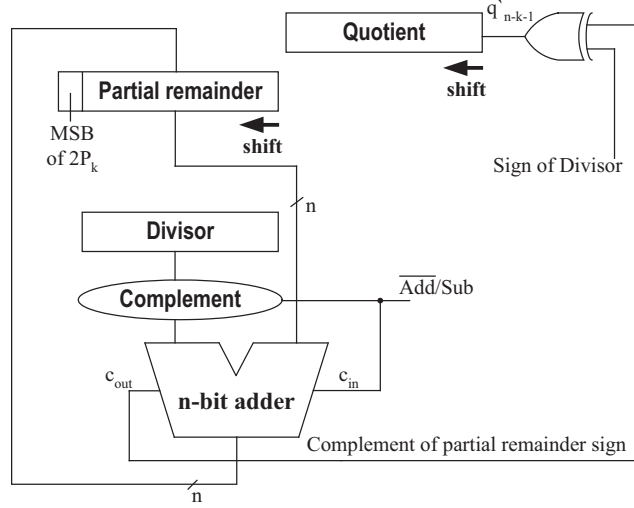 q`n-k-1
Quotient
shift
Partial remainder
MSB
of 2Pk
shift
Sign of Divisor
n
Divisor
Add/Sub
Complement
cout
cin
n-bit adder
Complement of partial remainder sign
n